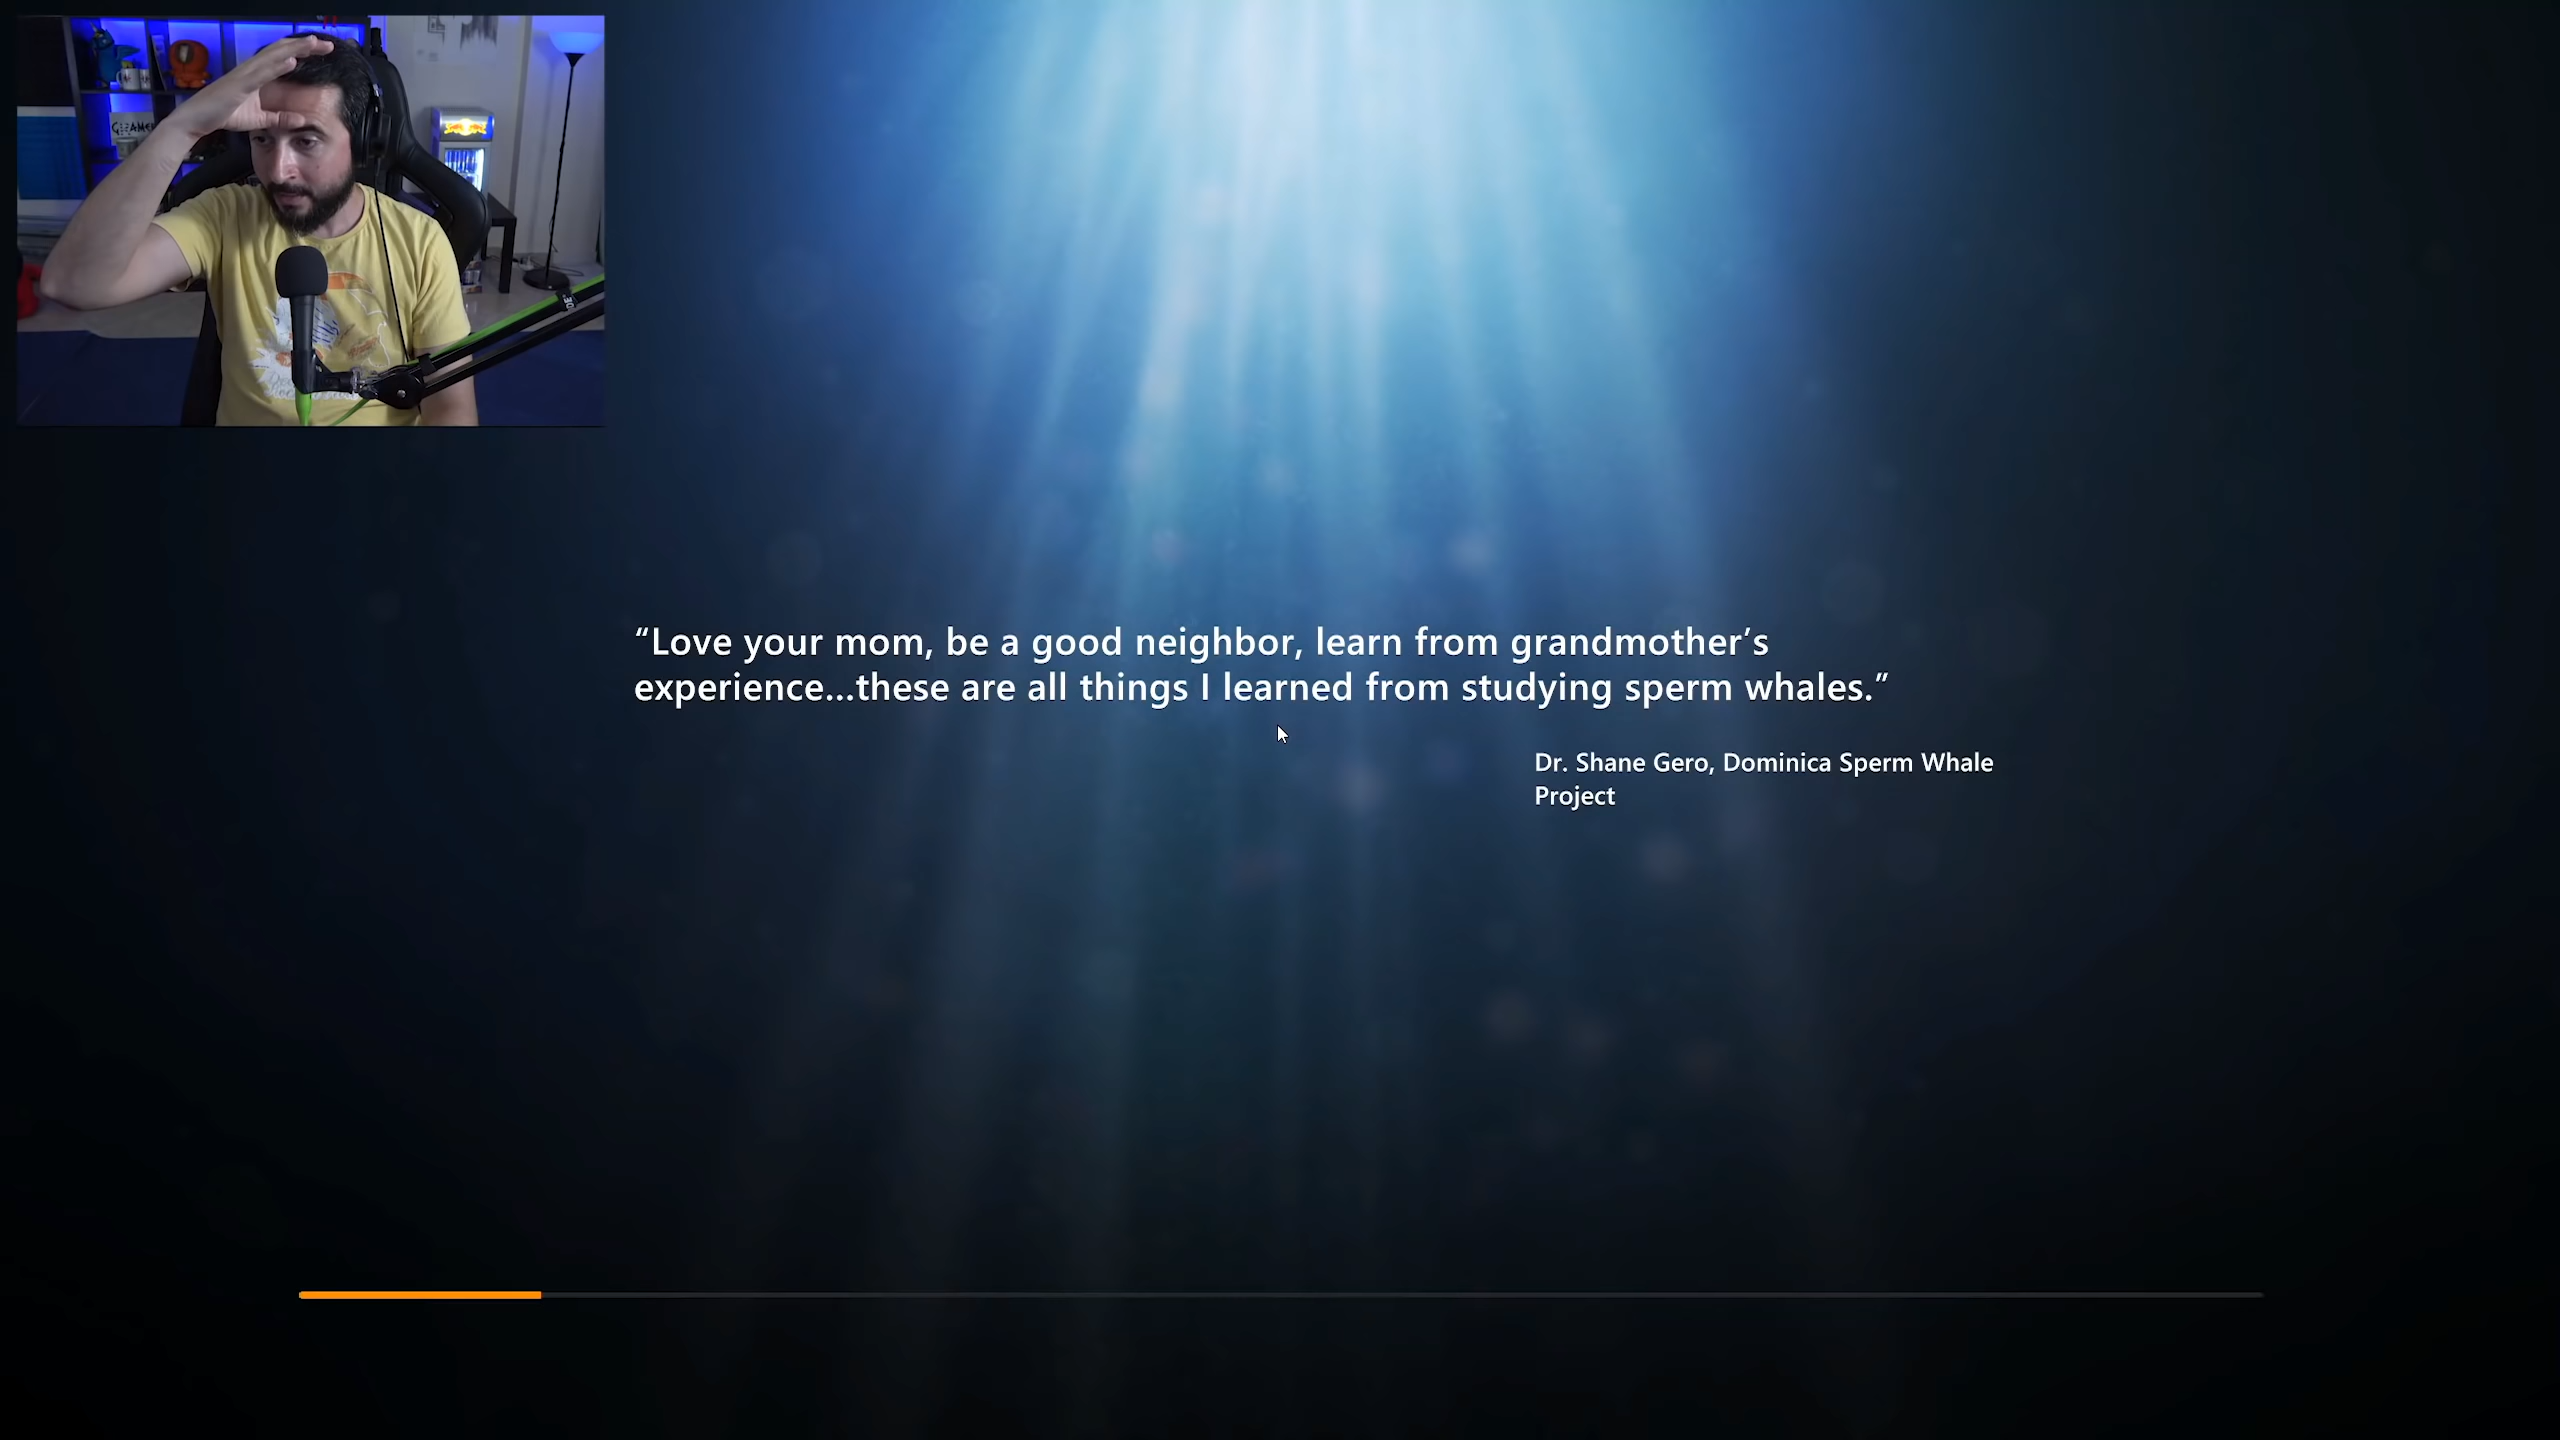 “Love your mom, be a good neighbor, learn from grandmother’s
experience...these are all things I learned from studying sperm whales.”
Dr. Shane Gero, Dominica Sperm Whale
Project